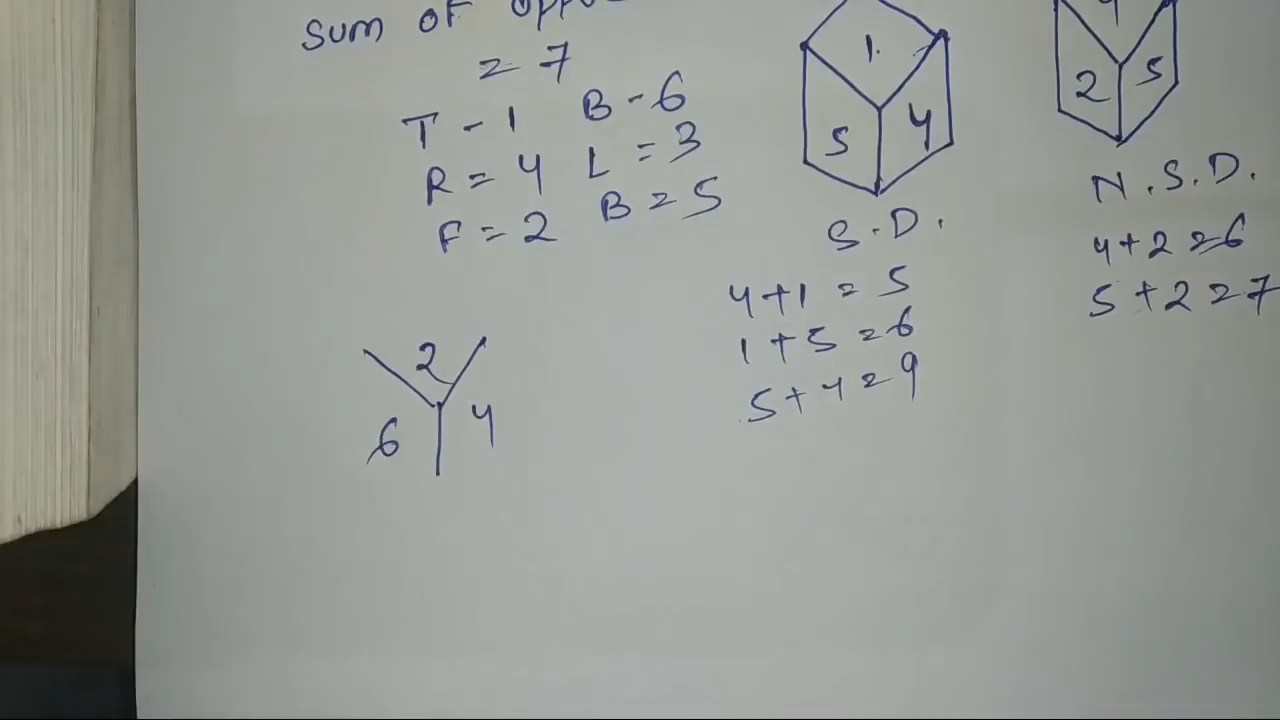 sum of
= 7
T - 1 B - 6
R = 4 L = 3
F = 2 B = 5
1
5 4
S.D.
4+1 = 5
1+5 = 6
5+4 = 9
2 5
N.S.D.
4+2 = 6
5+2 = 7
2
6 4